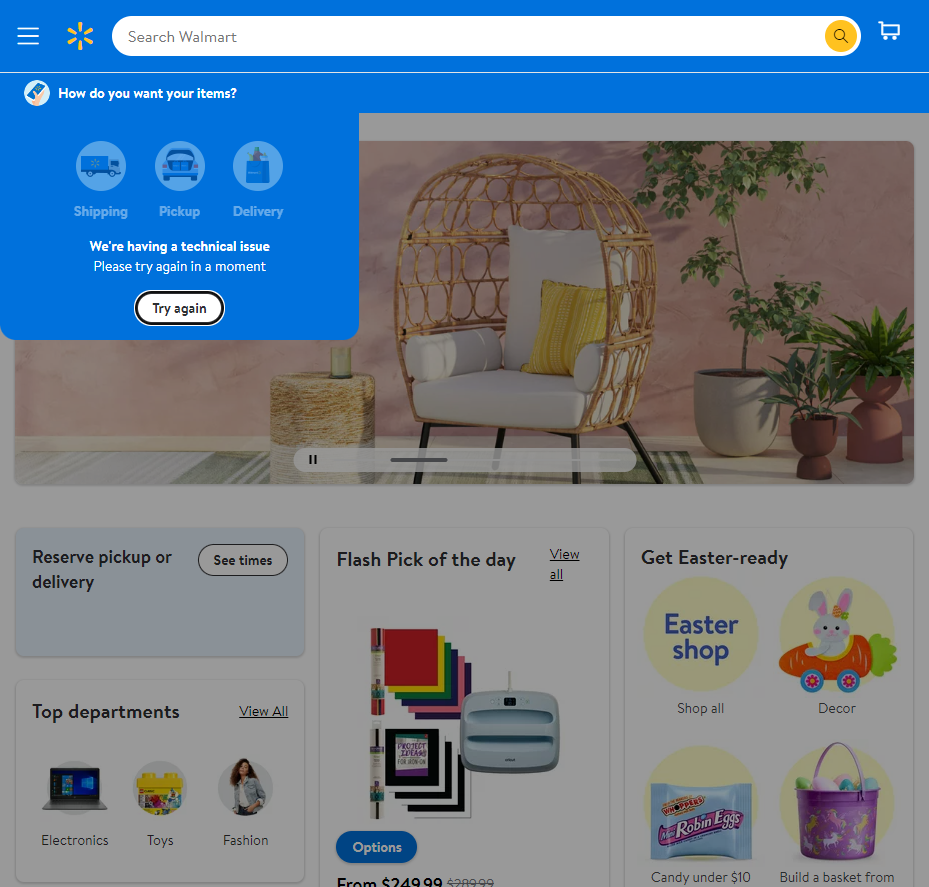 Search Walmart
How do you want your items?
Shipping
Pickup
Delivery
We're having a technical issue
Please try again in a moment
Try again
Reserve pickup or
delivery
See times
Top departments
View All
Electronics
Toys
Fashion
Flash Pick of the day
View
all
PROJECT
IDEAS!
FOR IRON-ON
cricut
Options
From $249.99 $289.99
Get Easter-ready
Easter
shop
Shop all
Decor
WHOPPERS
Mini Robin Eggs
Candy under $10
Build a basket from